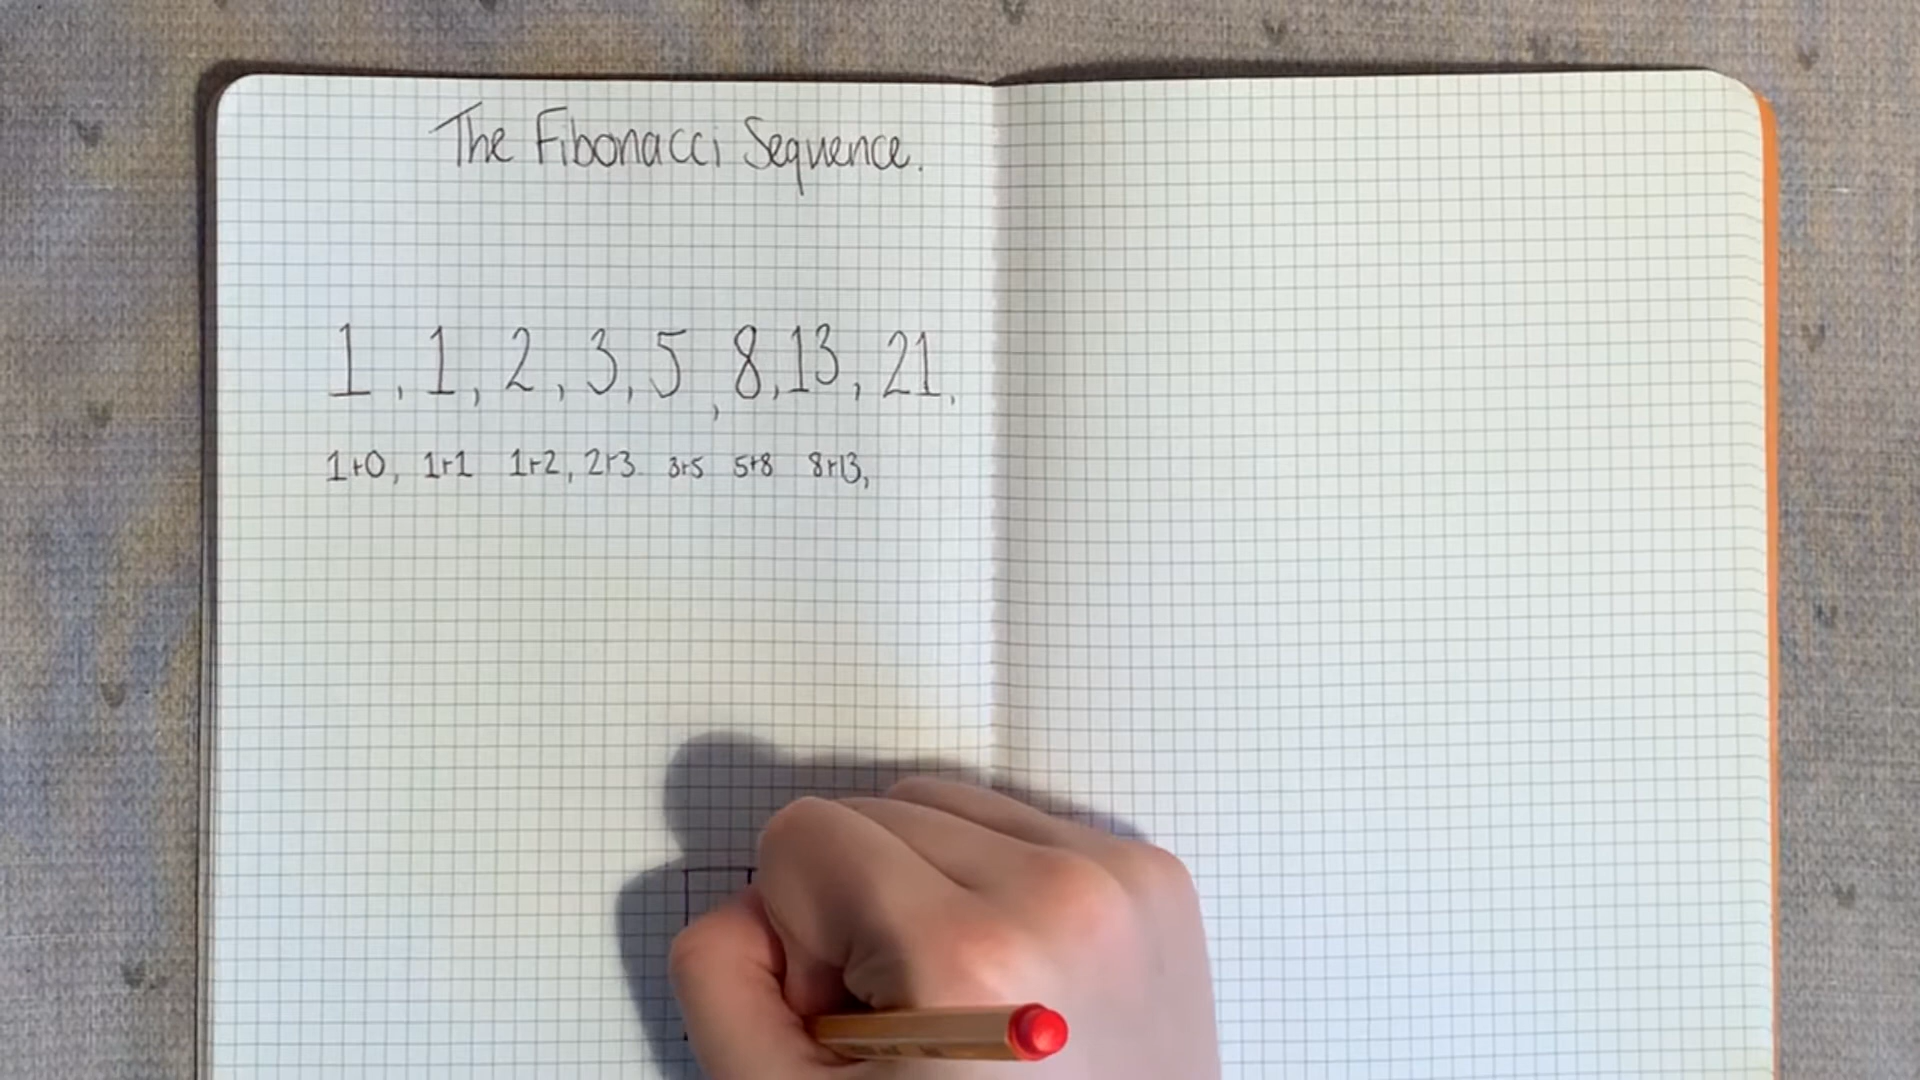 The Fibonacci Sequence.
1, 1, 2, 3, 5, 8, 13, 21,
1+0, 1+1 1+2, 2+3 3+5 5+8 8+13,